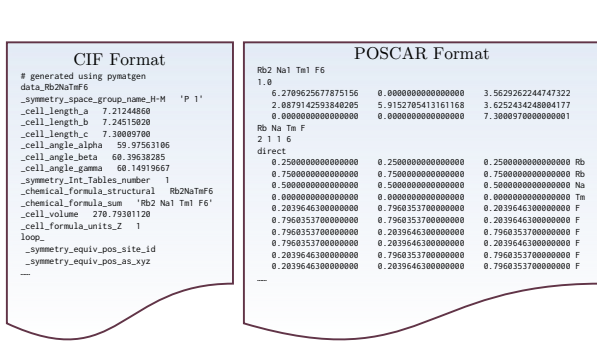 CIF Format
# generated using pymatgen
data_Rb2NaTmF6
_symmetry_space_group_name_H-M 'P 1'
_cell_length_a 7.21244860
_cell_length_b 7.24515020
_cell_length_c 7.30009700
_cell_angle_alpha 59.97563106
_cell_angle_beta 60.39638285
_cell_angle_gamma 60.14919667
_symmetry_Int_Tables_number 1
_chemical_formula_structural Rb2NaTmF6
_chemical_formula_sum 'Rb2 Na1 Tm1 F6'
_cell_volume 270.79301120
_cell_formula_units_Z 1
loop_
_symmetry_equiv_pos_site_id
_symmetry_equiv_pos_as_xyz
……
POSCAR Format
Rb2 Na1 Tm1 F6
1.0
6.2709625677875156 0.0000000000000000 3.5629262244747322
2.0879142593840205 5.9152705413161168 3.6252434248004177
0.0000000000000000 0.0000000000000000 7.3000970000000001
Rb Na Tm F
2 1 1 6
direct
0.2500000000000000 0.2500000000000000 0.2500000000000000 Rb
0.7500000000000000 0.7500000000000000 0.7500000000000000 Rb
0.5000000000000000 0.5000000000000000 0.5000000000000000 Na
0.0000000000000000 0.0000000000000000 0.0000000000000000 Tm
0.2039646300000000 0.2039646300000000 0.7960353700000000 F
0.7960353700000000 0.7960353700000000 0.2039646300000000 F
0.7960353700000000 0.2039646300000000 0.2039646300000000 F
0.7960353700000000 0.2039646300000000 0.7960353700000000 F
0.2039646300000000 0.7960353700000000 0.2039646300000000 F
0.2039646300000000 0.7960353700000000 0.7960353700000000 F
……